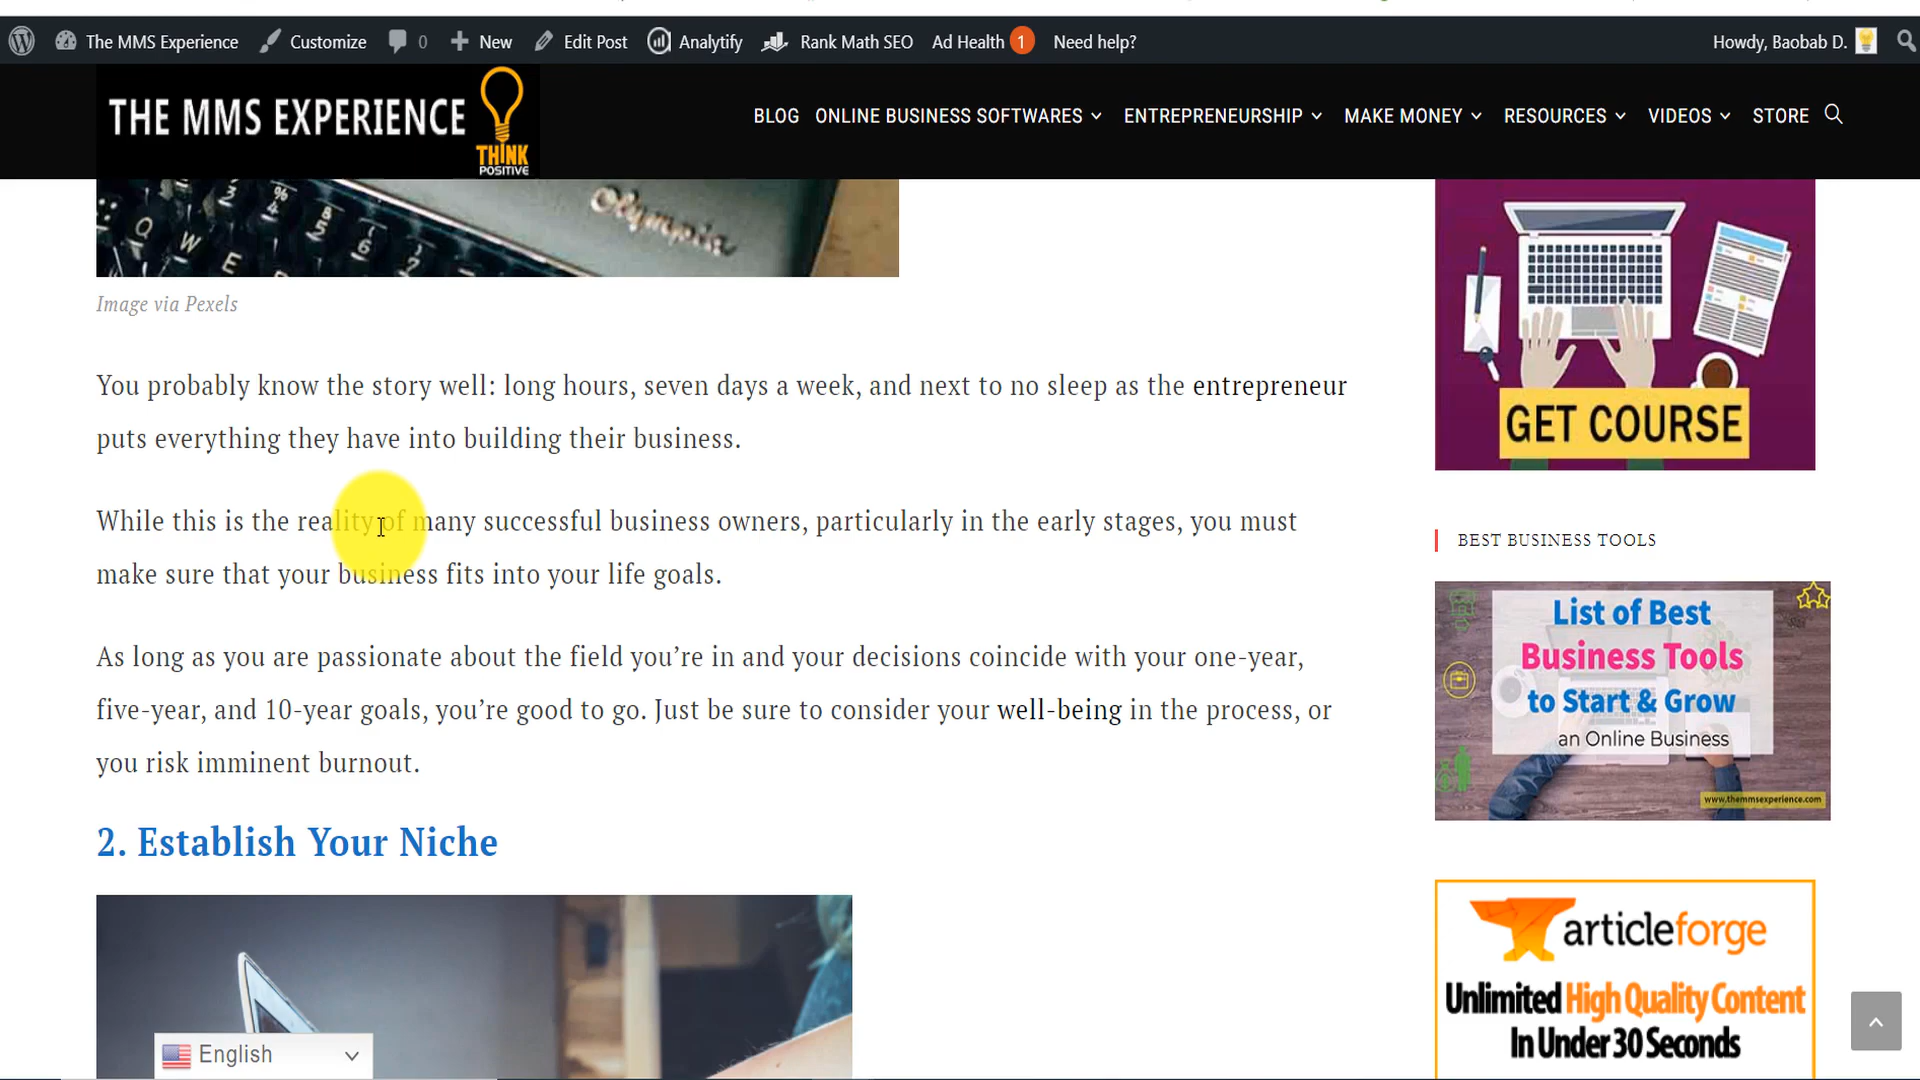 The MMS Experience Customize 0 New Edit Post Analytify Rank Math SEO Ad Health 1 Need help? Howdy, Baobab D.
THE MMS EXPERIENCE
THINK
POSITIVE
BLOG ONLINE BUSINESS SOFTWARES ENTREPRENEURSHIP MAKE MONEY RESOURCES VIDEOS STORE
Olympia
Q W E
Image via Pexels
You probably know the story well: long hours, seven days a week, and next to no sleep as the entrepreneur
puts everything they have into building their business.
While this is the reality of many successful business owners, particularly in the early stages, you must
make sure that your business fits into your life goals.
As long as you are passionate about the field you’re in and your decisions coincide with your one-year,
five-year, and 10-year goals, you’re good to go. Just be sure to consider your well-being in the process, or
you risk imminent burnout.
2. Establish Your Niche
English
GET COURSE
BEST BUSINESS TOOLS
List of Best
Business Tools
to Start & Grow
an Online Business
www.themmsexperience.com
articleforge
Unlimited High Quality Content
In Under 30 Seconds